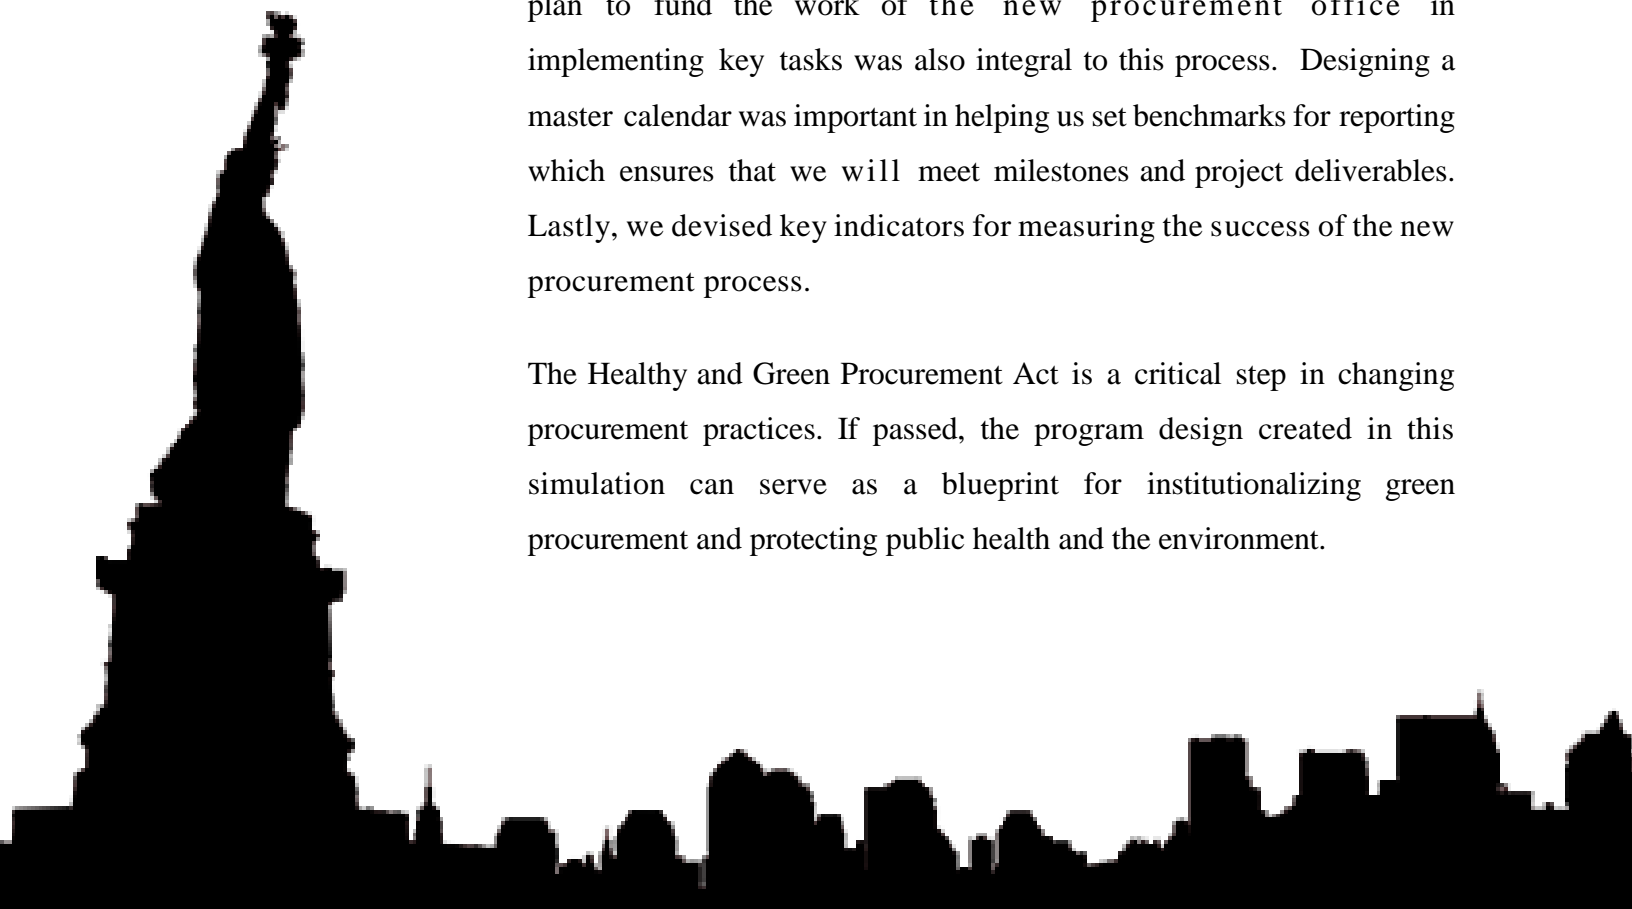 plan to fund the work of the new procurement office in
implementing key tasks was also integral to this process. Designing a
master calendar was important in helping us set benchmarks for reporting
which ensures that we will meet milestones and project deliverables.
Lastly, we devised key indicators for measuring the success of the new
procurement process.
The Healthy and Green Procurement Act is a critical step in changing
procurement practices. If passed, the program design created in this
simulation can serve as a blueprint for institutionalizing green
procurement and protecting public health and the environment.